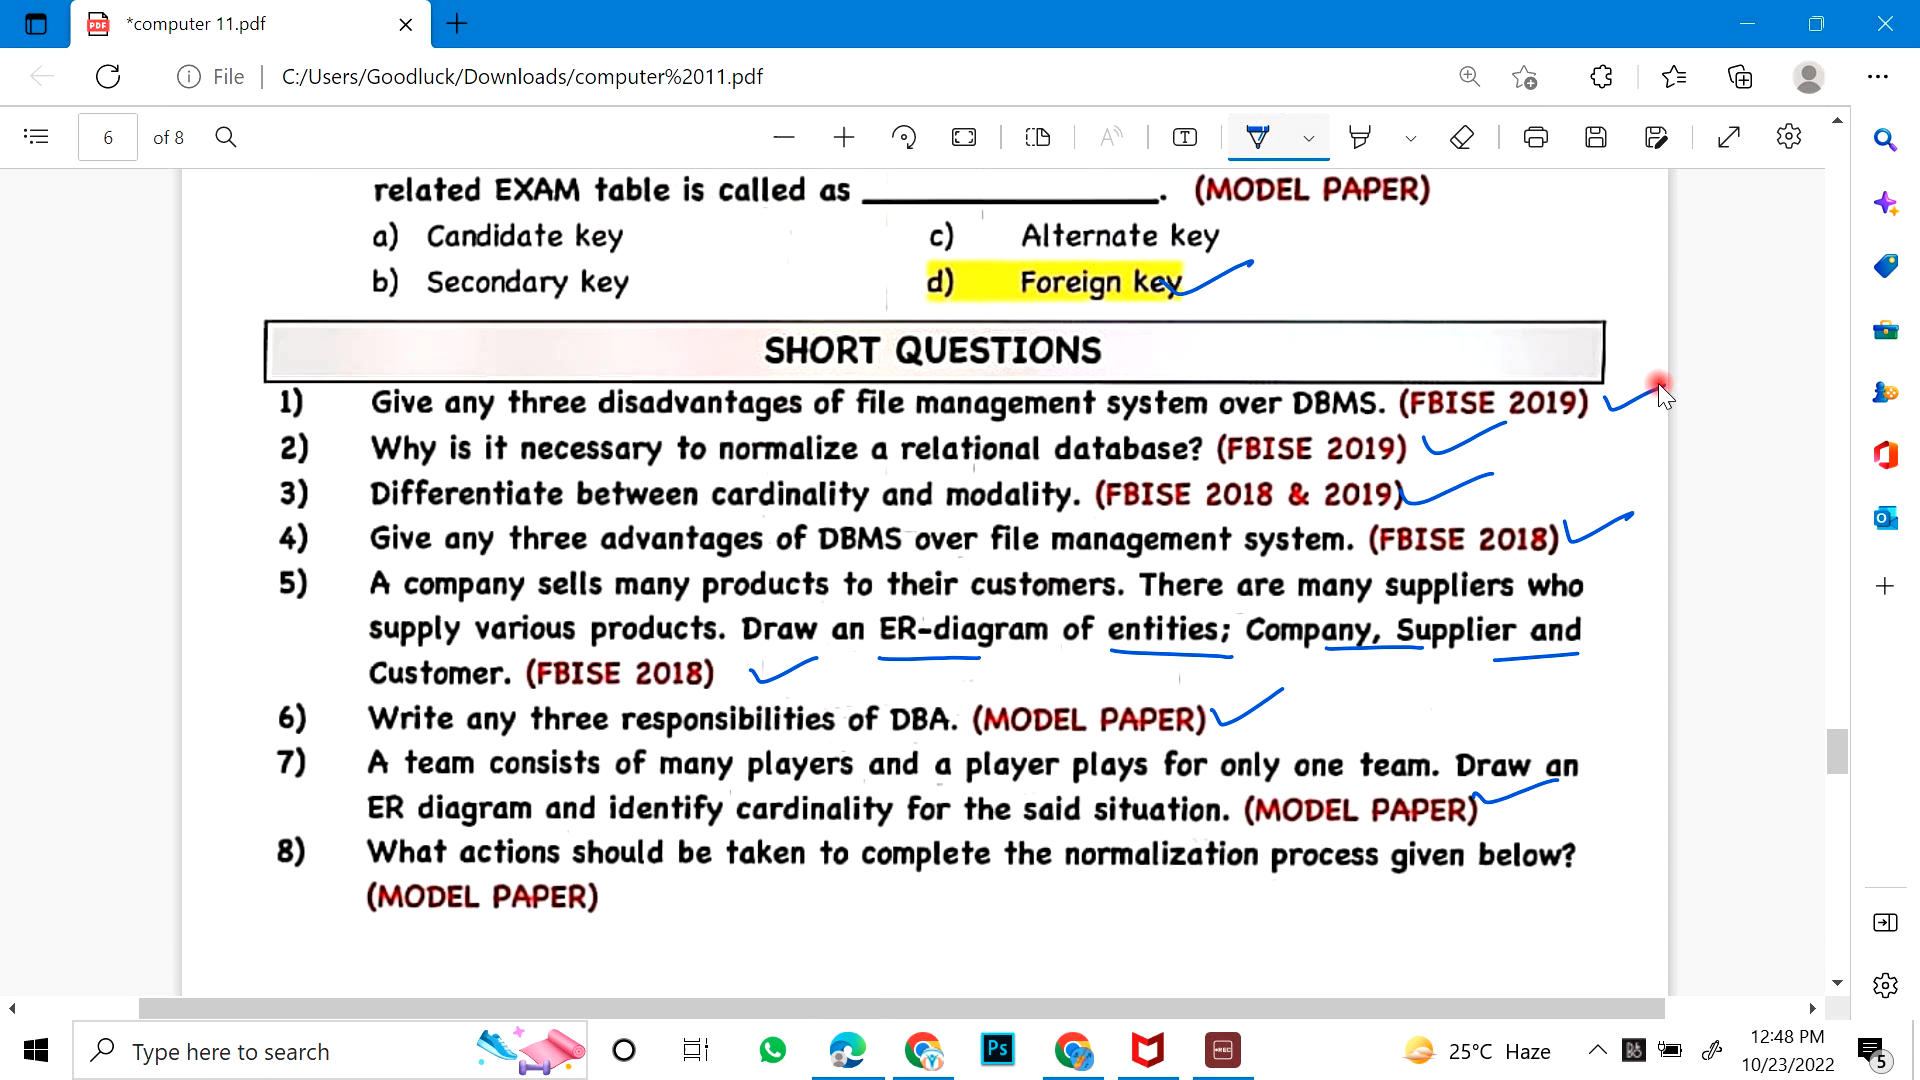 *computer 11.pdf
File
C:/Users/Goodluck/Downloads/computer%2011.pdf
6 of 8
related EXAM table is called as ____________. (MODEL PAPER)
a) Candidate key c) Alternate key
b) Secondary key d) Foreign key
SHORT QUESTIONS
1) Give any three disadvantages of file management system over DBMS. (FBISE 2019)
2) Why is it necessary to normalize a relational database? (FBISE 2019)
3) Differentiate between cardinality and modality. (FBISE 2018 & 2019)
4) Give any three advantages of DBMS over file management system. (FBISE 2018)
5) A company sells many products to their customers. There are many suppliers who
supply various products. Draw an ER-diagram of entities; Company, Supplier and
Customer. (FBISE 2018)
6) Write any three responsibilities of DBA. (MODEL PAPER)
7) A team consists of many players and a player plays for only one team. Draw an
ER diagram and identify cardinality for the said situation. (MODEL PAPER)
8) What actions should be taken to complete the normalization process given below?
(MODEL PAPER)
Type here to search
Ps
REC
25°C Haze
12:48 PM
10/23/2022
5